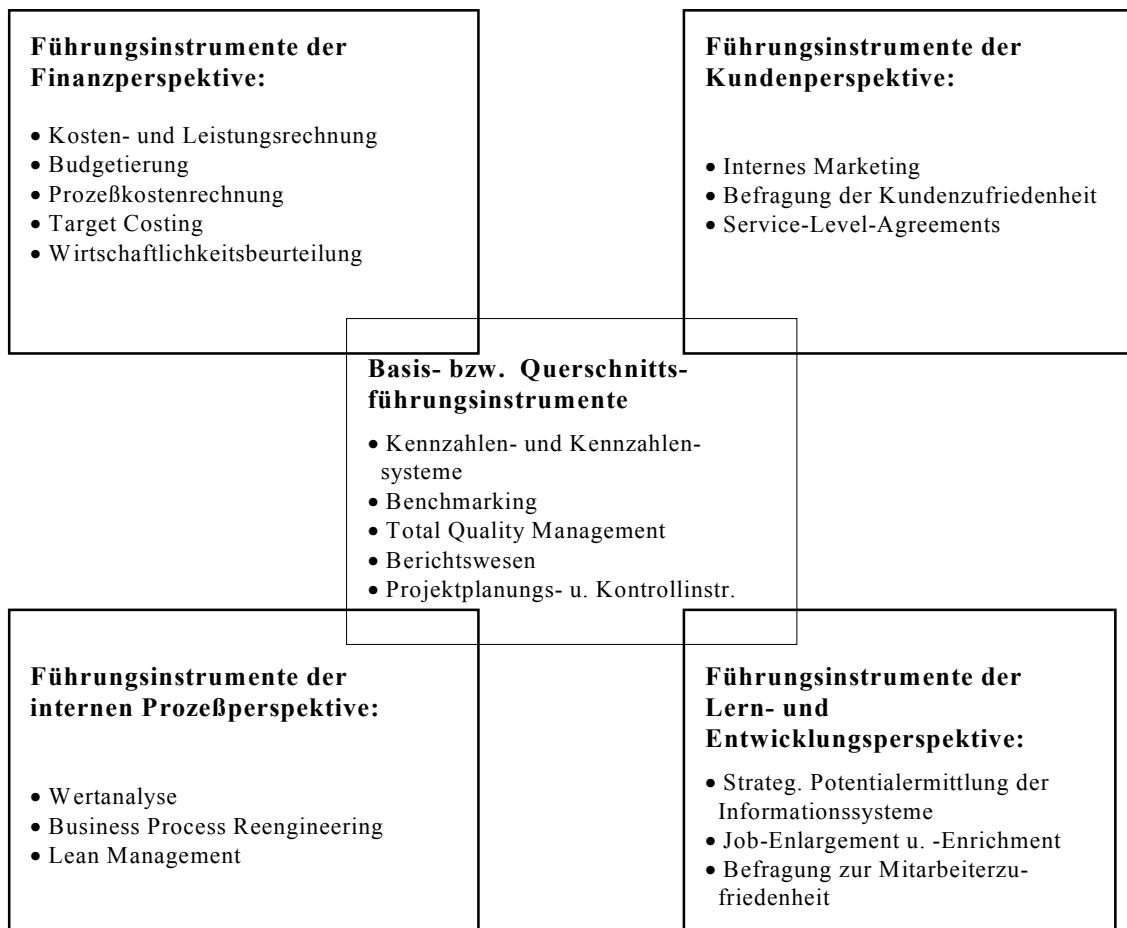 Führungsinstrumente der
Finanzperspektive:
• Kosten- und Leistungsrechnung
• Budgetierung
• Prozeßkostenrechnung
• Target Costing
• Wirtschaftlichkeitsbeurteilung
Führungsinstrumente der
Kundenperspektive:
• Internes Marketing
• Befragung der Kundenzufriedenheit
• Service-Level-Agreements
Basis- bzw. Querschnitts-
führungsinstrumente
• Kennzahlen- und Kennzahlen-
systeme
• Benchmarking
• Total Quality Management
• Berichtswesen
• Projektplanungs- u. Kontrollinstr.
Führungsinstrumente der
internen Prozeßperspektive:
• Wertanalyse
• Business Process Reengineering
• Lean Management
Führungsinstrumente der
Lern- und
Entwicklungsperspektive:
• Strateg. Potentialermittlung der
Informationssysteme
• Job-Enlargement u. -Enrichment
• Befragung zur Mitarbeiterzu-
friedenheit